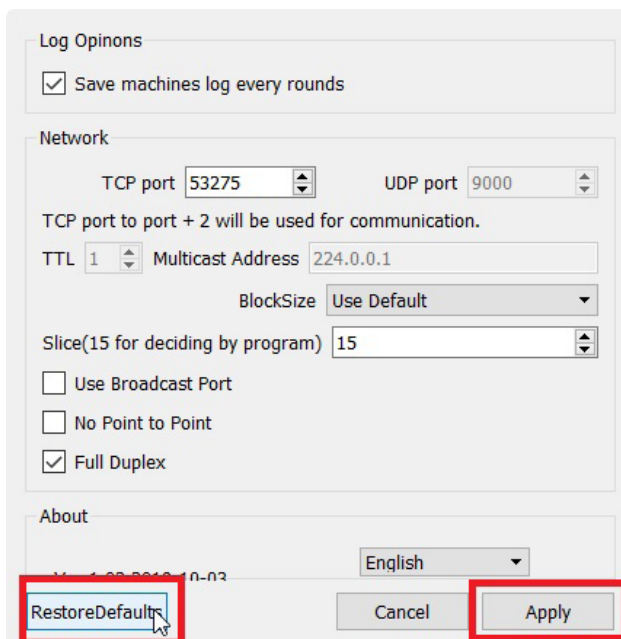 Log Opinons
Save machines log every rounds
Network
TCP port 53275 UDP port 9000
TCP port to port + 2 will be used for communication.
TTL 1 Multicast Address 224.0.0.1
BlockSize Use Default
Slice(15 for deciding by program) 15
Use Broadcast Port
No Point to Point
Full Duplex
About
English
RestoreDefaults Cancel Apply